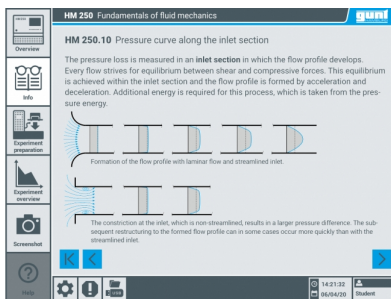 HM 250 Fundamentals of fluid mechanics
gunt
Overview
Info
Experiment
preparation
Experiment
overview
Screenshot
Help
HM 250.10 Pressure curve along the inlet section
The pressure loss is measured in an inlet section in which the flow profile develops.
Every flow strives for equilibrium between shear and compressive forces. This equilibrium
is achieved within the inlet section and the flow profile is formed by acceleration and
deceleration. Additional energy is required for this process, which is taken from the pres-
sure energy.
Formation of the flow profile with laminar flow and streamlined inlet.
The constriction at the inlet, which is non-streamlined, results in a larger pressure difference. The sub-
sequent restructuring to the formed flow profile can in some cases occur more quickly than with the
streamlined inlet.
USB
14:21:32
06/04/20
Student